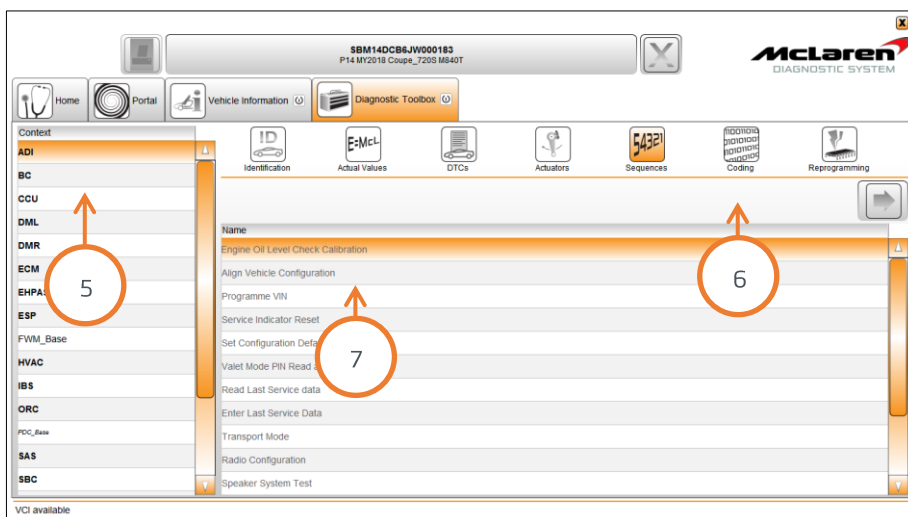 X
SBM14DCB6JW000183
P14 MY2018 Coupe_720S M840T
McLaren
DIAGNOSTIC SYSTEM
Home
Portal
Vehicle Information
Diagnostic Toolbox
Context
ADI
BC
CCU
DML
DMR
ECM
EHPAS
ESP
FWM_Base
HVAC
IBS
ORC
PDC_Base
SAS
SBC
ID
Identification
E=McL
Actual Values
DTCs
Actuators
54321
Sequences
Coding
Reprogramming
Name
Engine Oil Level Check Calibration
Align Vehicle Configuration
Programme VIN
Service Indicator Reset
Set Configuration
Valet Mode PIN Read
Read Last Service data
Enter Last Service Data
Transport Mode
Radio Configuration
Speaker System Test
5
6
7
VCI available